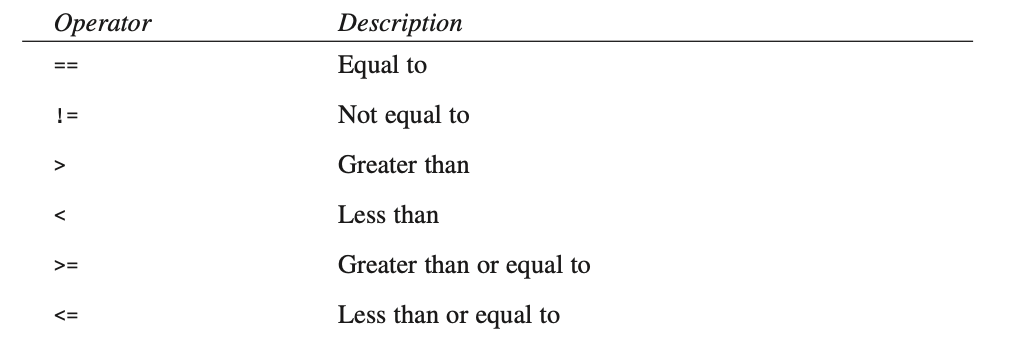 Operator Description
== Equal to
!= Not equal to
> Greater than
< Less than
>= Greater than or equal to
<= Less than or equal to